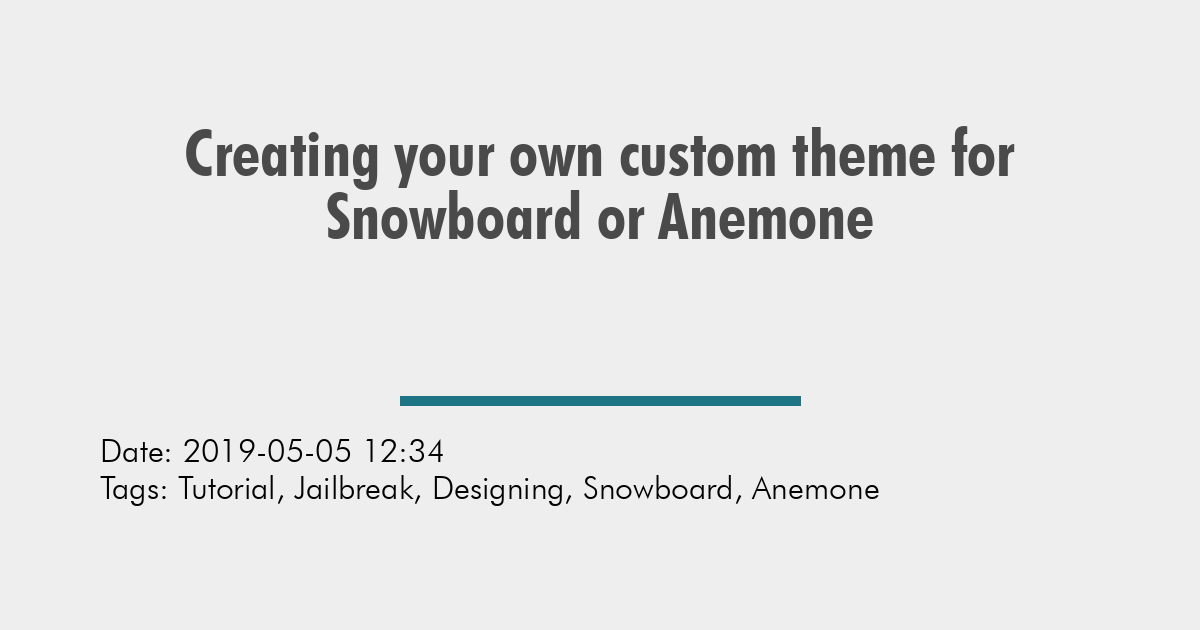 Creating your own custom theme for
Snowboard or Anemone
Date: 2019-05-05 12:34
Tags: Tutorial, Jailbreak, Designing, Snowboard, Anemone